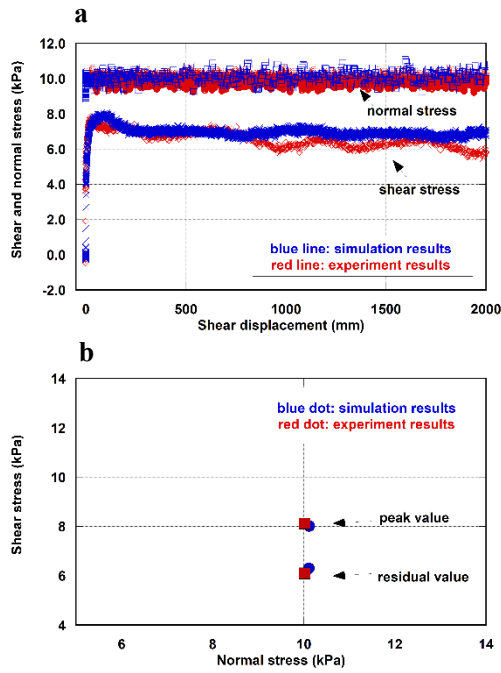 a
12.0
10.0
8.0
6.0
4.0
2.0
0.0
2.0
Shear and normal stress (kPa)
normal stress
shear stress
blue line: simulation results
red line: experiment results
0
500
1000
1500
2000
Shear displacement (mm)
b
14
12
10
8
6
4
Shear stress (kPa)
blue dot: simulation results
red dot: experiment results
peak value
residual value
6
8
10
12
14
Normal stress (kPa)